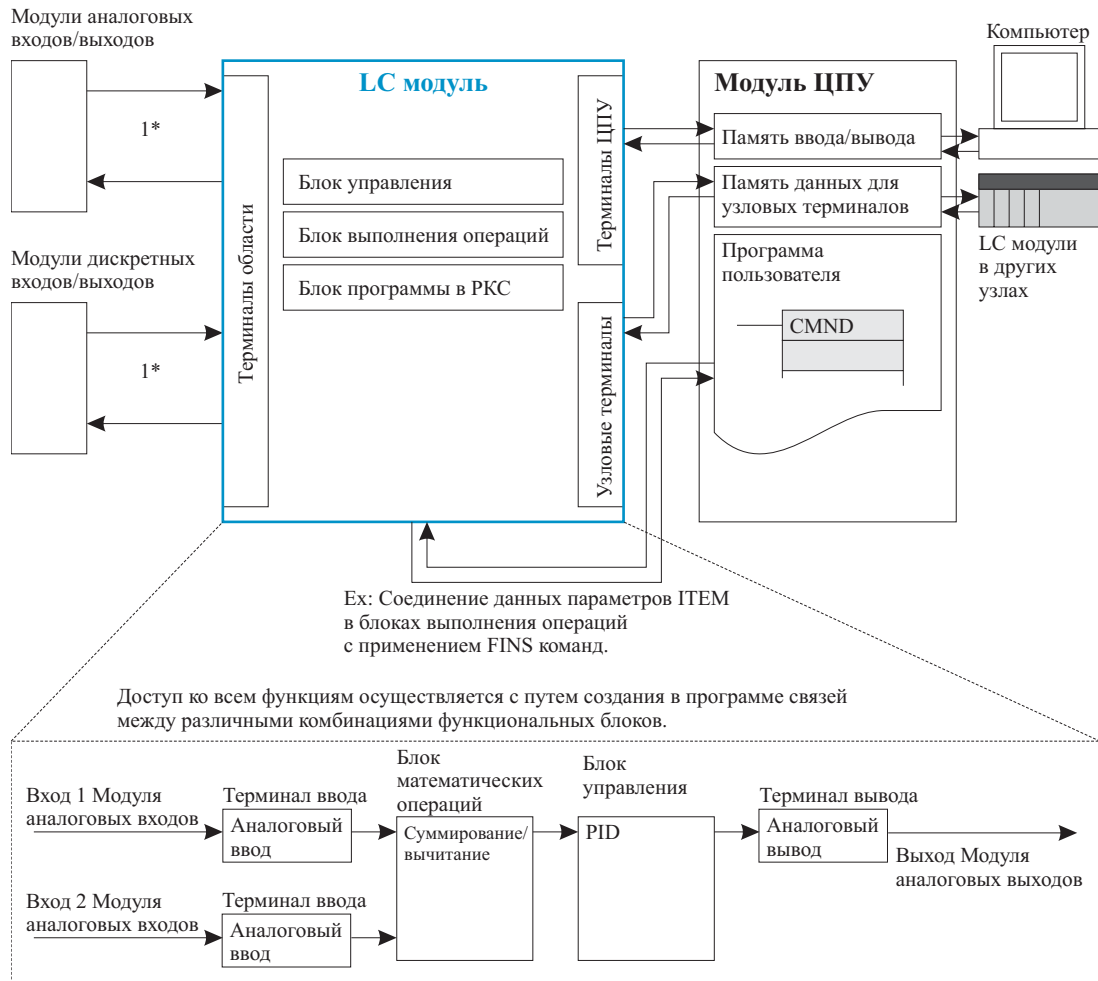 Модули аналоговых
входов/выходов
1*
Модули дискретных
входов/выходов
1*
LC модуль
Терминалы области
Блок управления
Блок выполнения операций
Блок программы в РКС
Терминалы ЦПУ
Узловые терминалы
Модуль ЦПУ
Память ввода/вывода
Память данных для
узловых терминалов
Программа
пользователя
CMND
Компьютер
LC модули
в других
узлах
Ex: Соединение данных параметров ITEM
в блоках выполнения операций
с применением FINS команд.
Доступ ко всем функциям осуществляется с путем создания в программе связей
между различными комбинациями функциональных блоков.
Вход 1 Модуля
аналоговых входов
Терминал ввода
Аналоговый
ввод
Вход 2 Модуля
аналоговых входов
Терминал ввода
Аналоговый
ввод
Блок
математических
операций
Суммирование/
вычитание
Блок
управления
PID
Терминал вывода
Аналоговый
вывод
Выход Модуля
аналоговых выходов